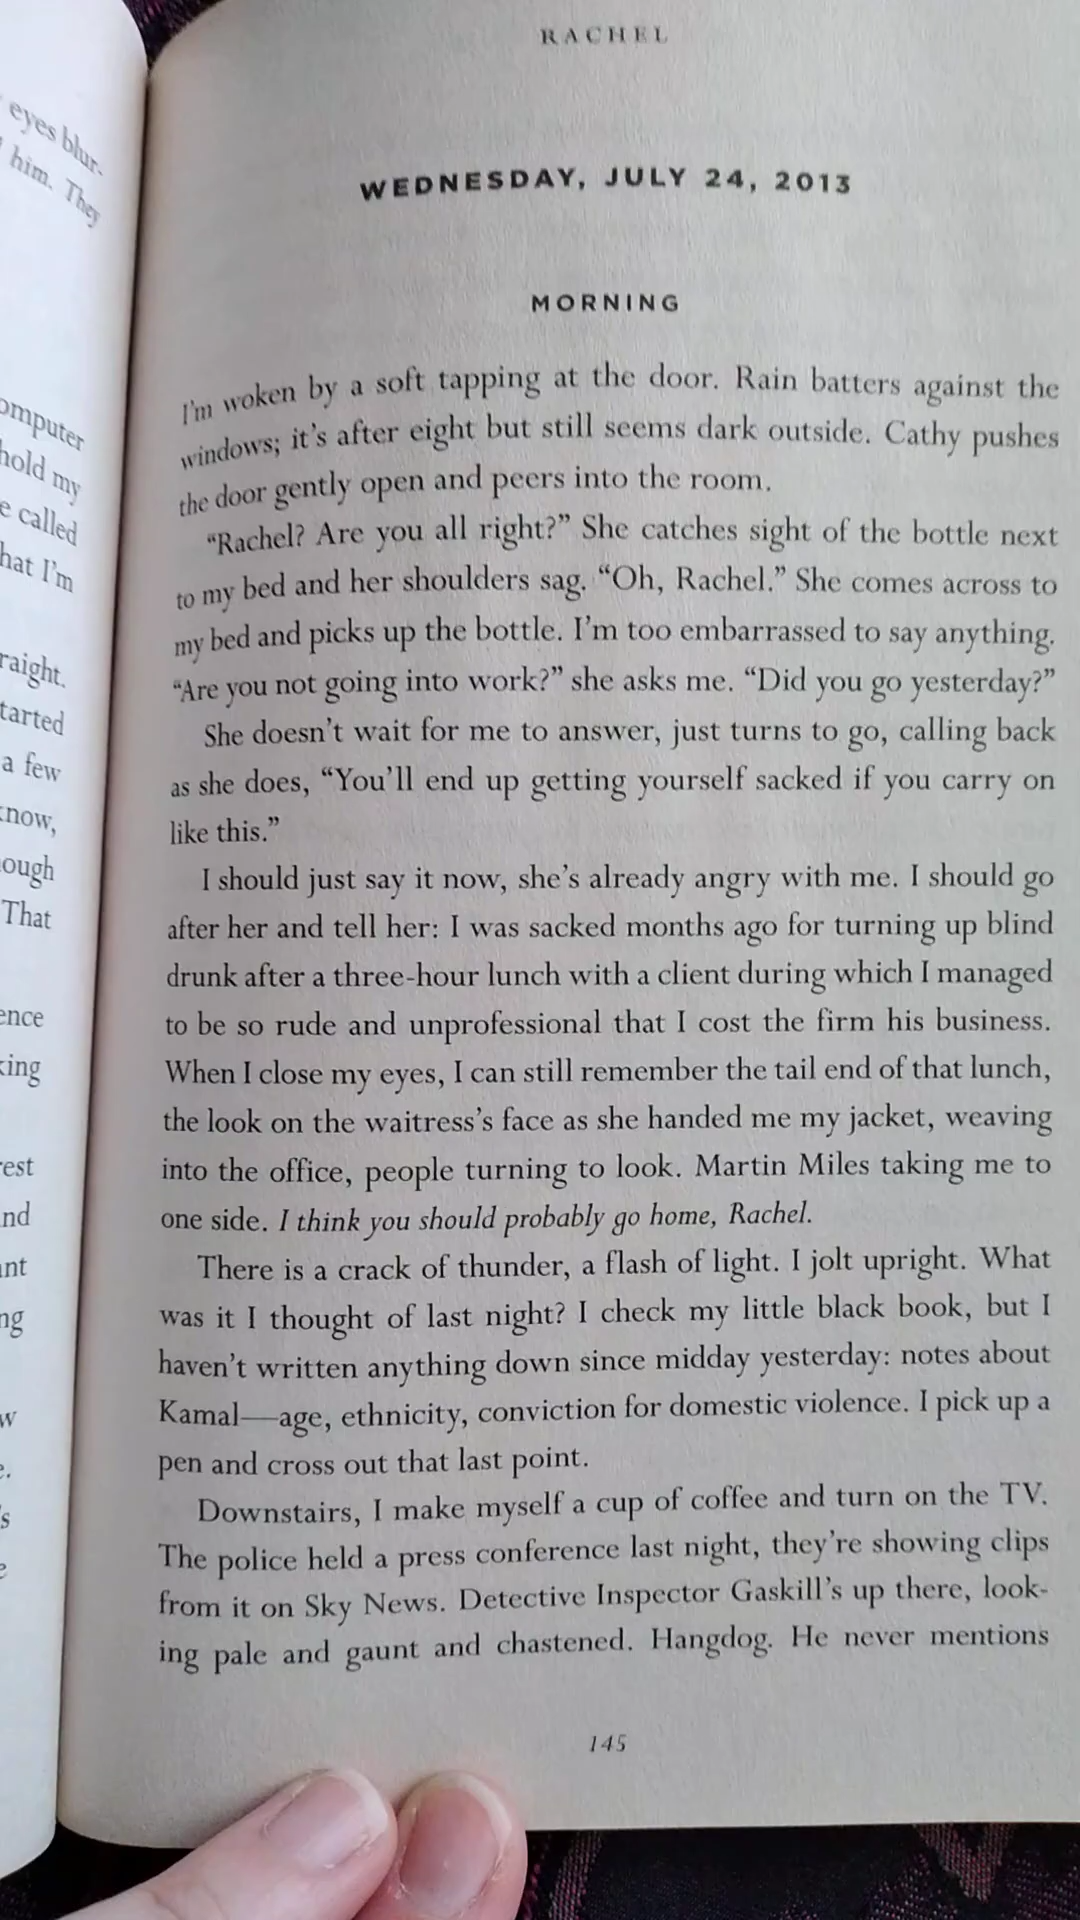 eyes blur-
him. They
hold my
called
I'm
a few
That
RACHEL
WEDNESDAY, JULY 24, 2013
MORNING
I'm woken by a soft tapping at the door. Rain batters against the
windows; it's after eight but still seems dark outside. Cathy pushes
the door gently open and peers into the room.
“Rachel? Are you all right?” She catches sight of the bottle next
to my bed and her shoulders sag. “Oh, Rachel.” She comes across to
my bed and picks up the bottle. I'm too embarrassed to say anything.
“Are you not going into work?” she asks me. “Did you go yesterday?”
She doesn't wait for me to answer, just turns to go, calling back
as she does, “You'll end up getting yourself sacked if you carry on
like this.”
I should just say it now, she's already angry with me. I should go
after her and tell her: I was sacked months ago for turning up blind
drunk after a three-hour lunch with a client during which I managed
to be so rude and unprofessional that I cost the firm his business.
When I close my eyes, I can still remember the tail end of that lunch,
the look on the waitress's face as she handed me my jacket, weaving
into the office, people turning to look. Martin Miles taking me to
one side. I think you should probably go home, Rachel.
There is a crack of thunder, a flash of light. I jolt upright. What
was it I thought of last night? I check my little black book, but I
haven't written anything down since midday yesterday: notes about
Kamal—age, ethnicity, conviction for domestic violence. I pick up a
pen and cross out that last point.
Downstairs, I make myself a cup of coffee and turn on the TV.
The police held a press conference last night, they're showing clips
from it on Sky News. Detective Inspector Gaskill's up there, look-
ing pale and gaunt and chastened. Hangdog. He never mentions
145